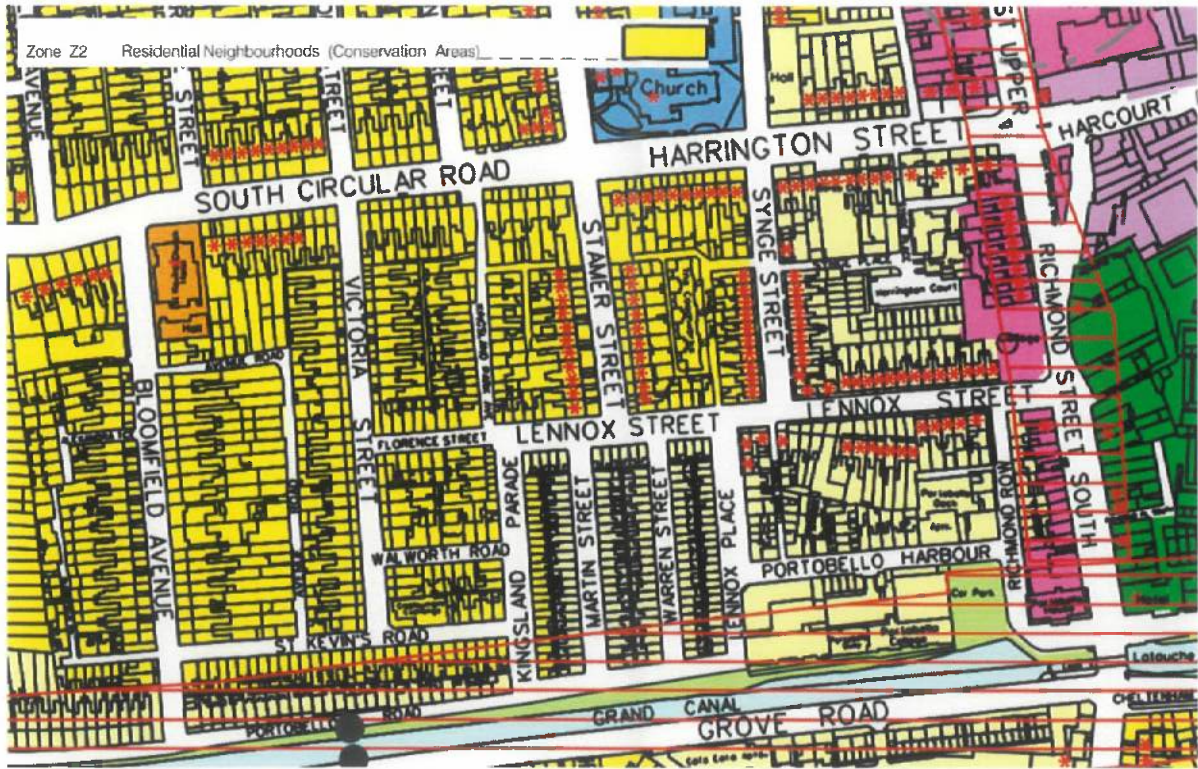 Zone Z2 Residential Neighbourhoods (Conservation Areas)
AVENUE
STREET
Hall
Church
ST UPPER
HARCOURT
HARRINGTON STREET
SOUTH CIRCULAR ROAD
SYNGE STREET
STAMER STREET
VICTORIA STREET
RICHMOND STREET SOUTH
Harrington Court
Hall
BLOOMFIELD AVENUE
LENNOX STREET
LENNOX STREET
FLORENCE STREET
KINGSLAND PARADE
MARTIN STREET
WARREN STREET
LENNOX PLACE
RICHMOND ROW
WALWORTH ROAD
PORTOBELLO HARBOUR
Car Park
Hotel
ST KEVIN'S ROAD
Latouche
PORTOBELLO ROAD
GRAND CANAL
GROVE ROAD